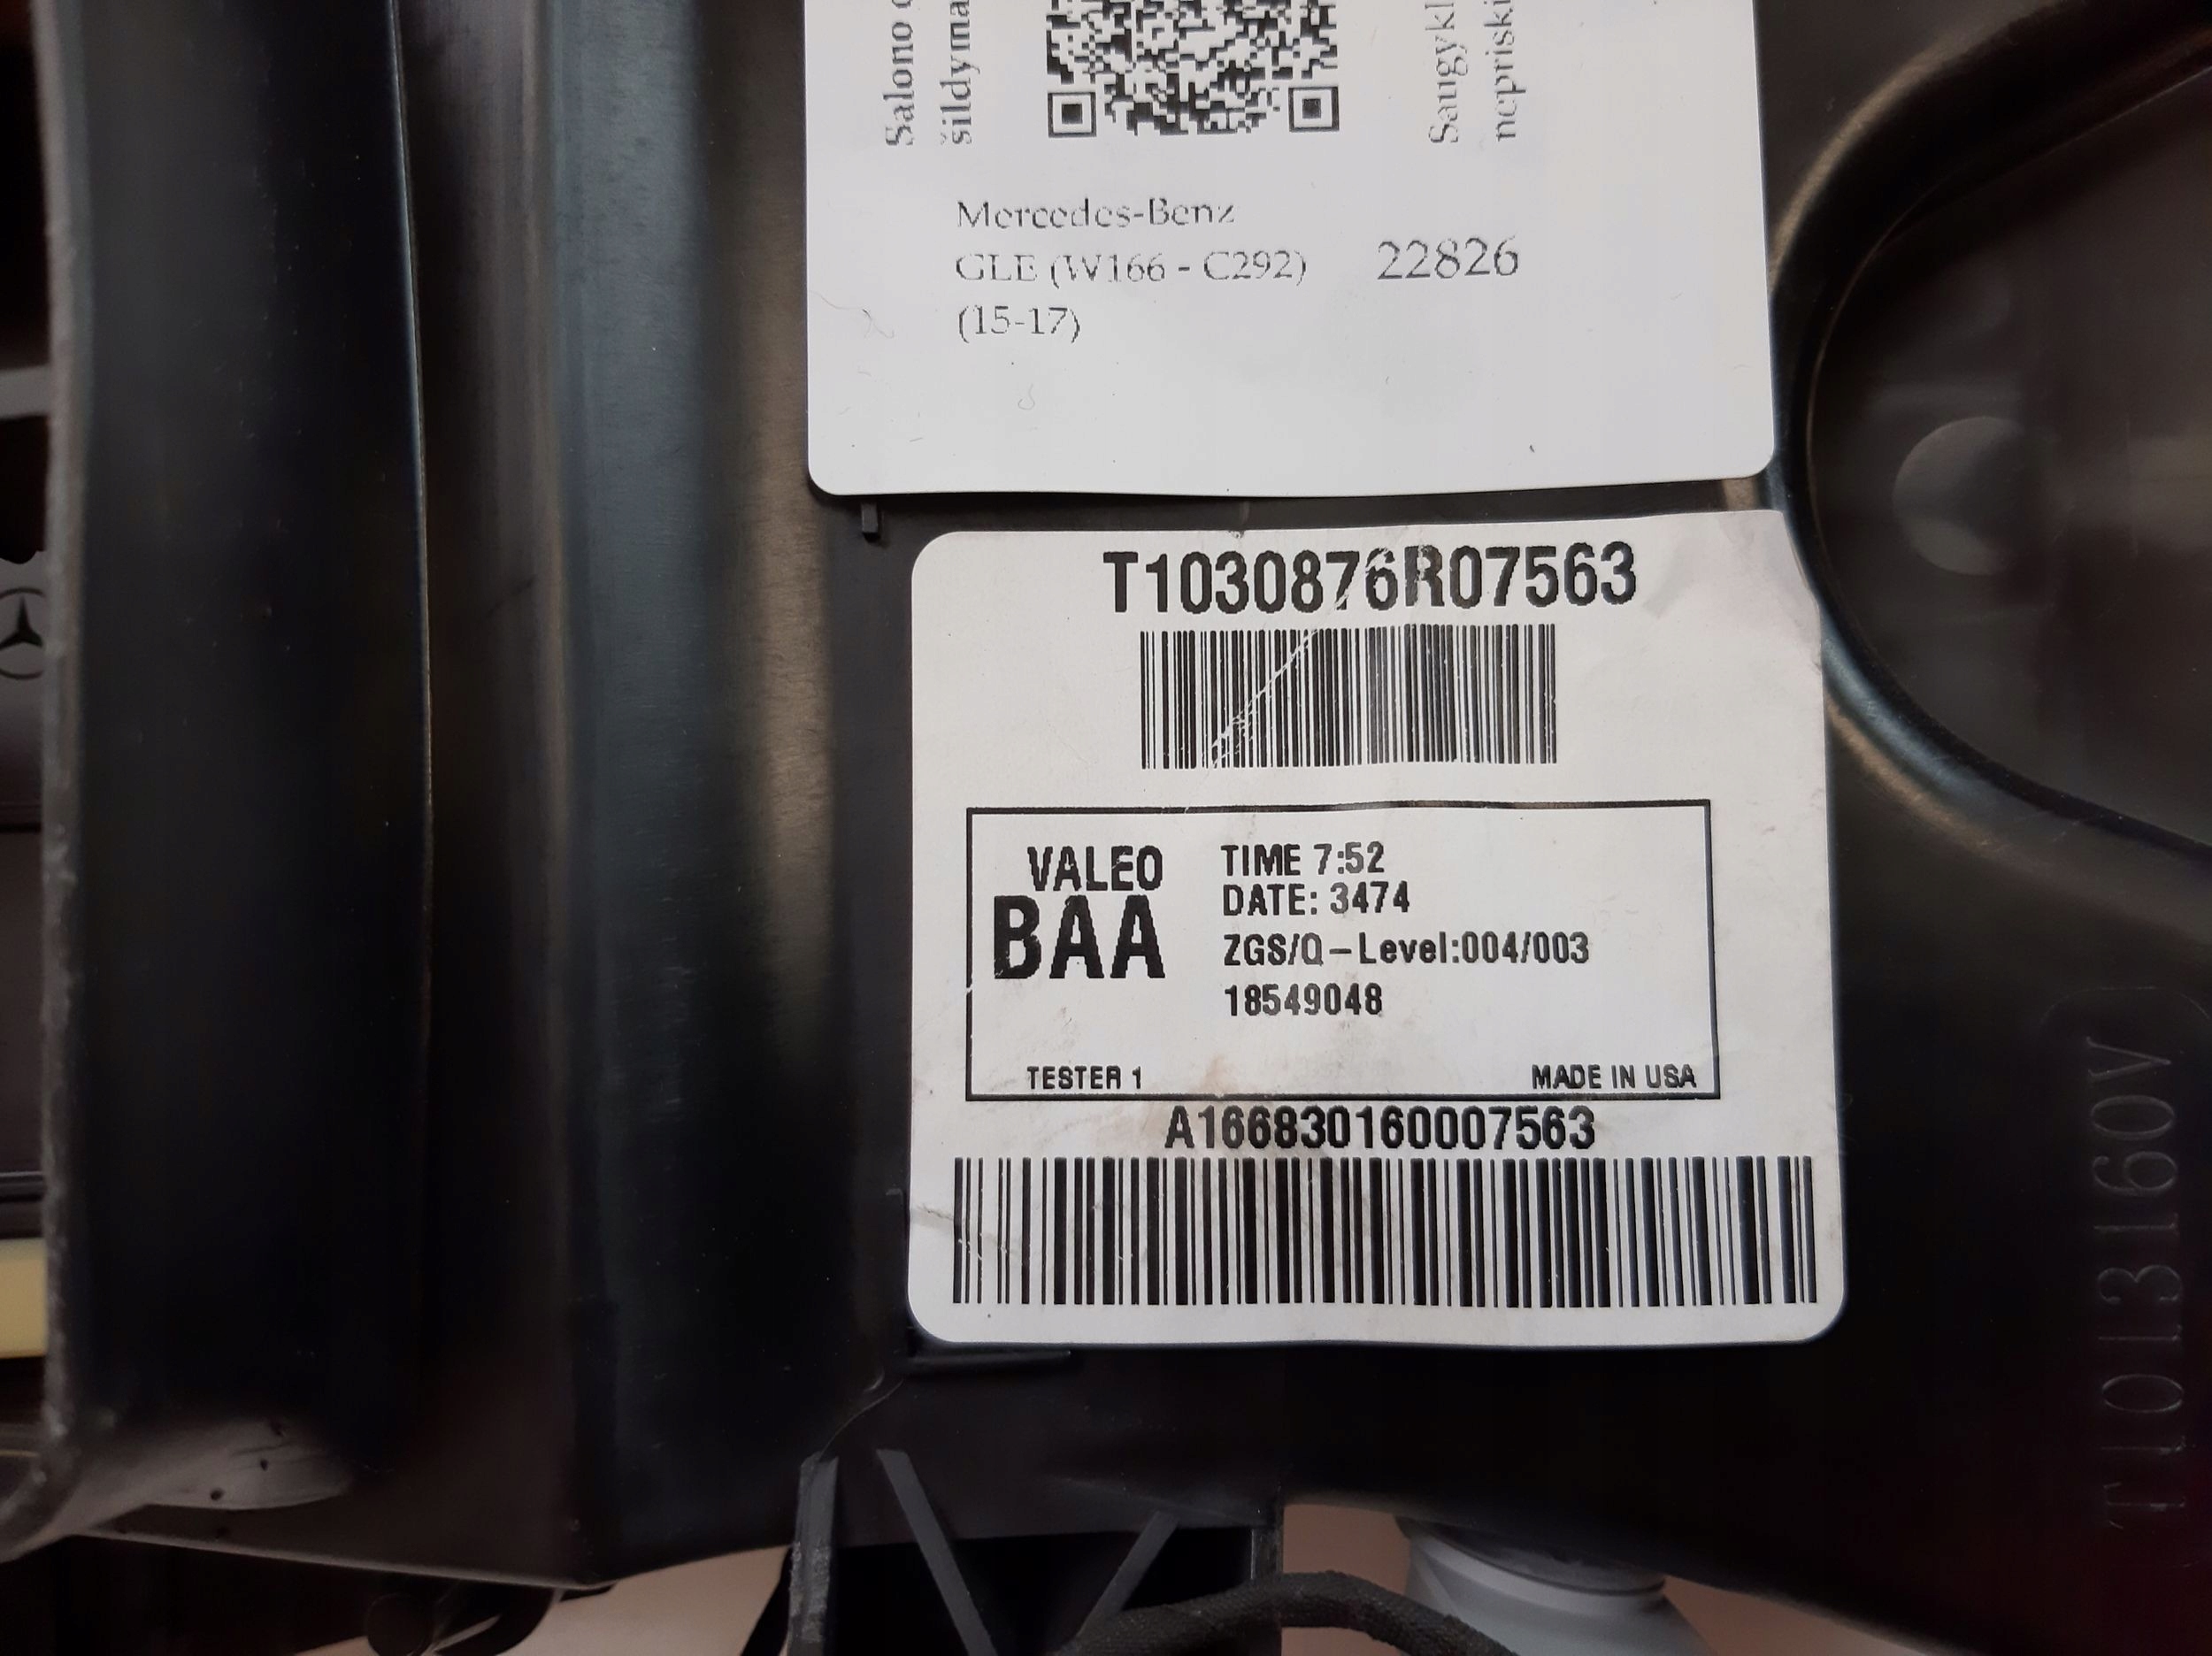 Salono
šildyma
Saugykl
nepriski
Mercedes-Benz
GLE (W166 - C292)
(15-17)
22826
T1030876R07563
VALEO
BAA
TIME 7:52
DATE: 3474
ZGS/Q-Level:004/003
18549048
TESTER 1
MADE IN USA
A166830160007563
T1013160V